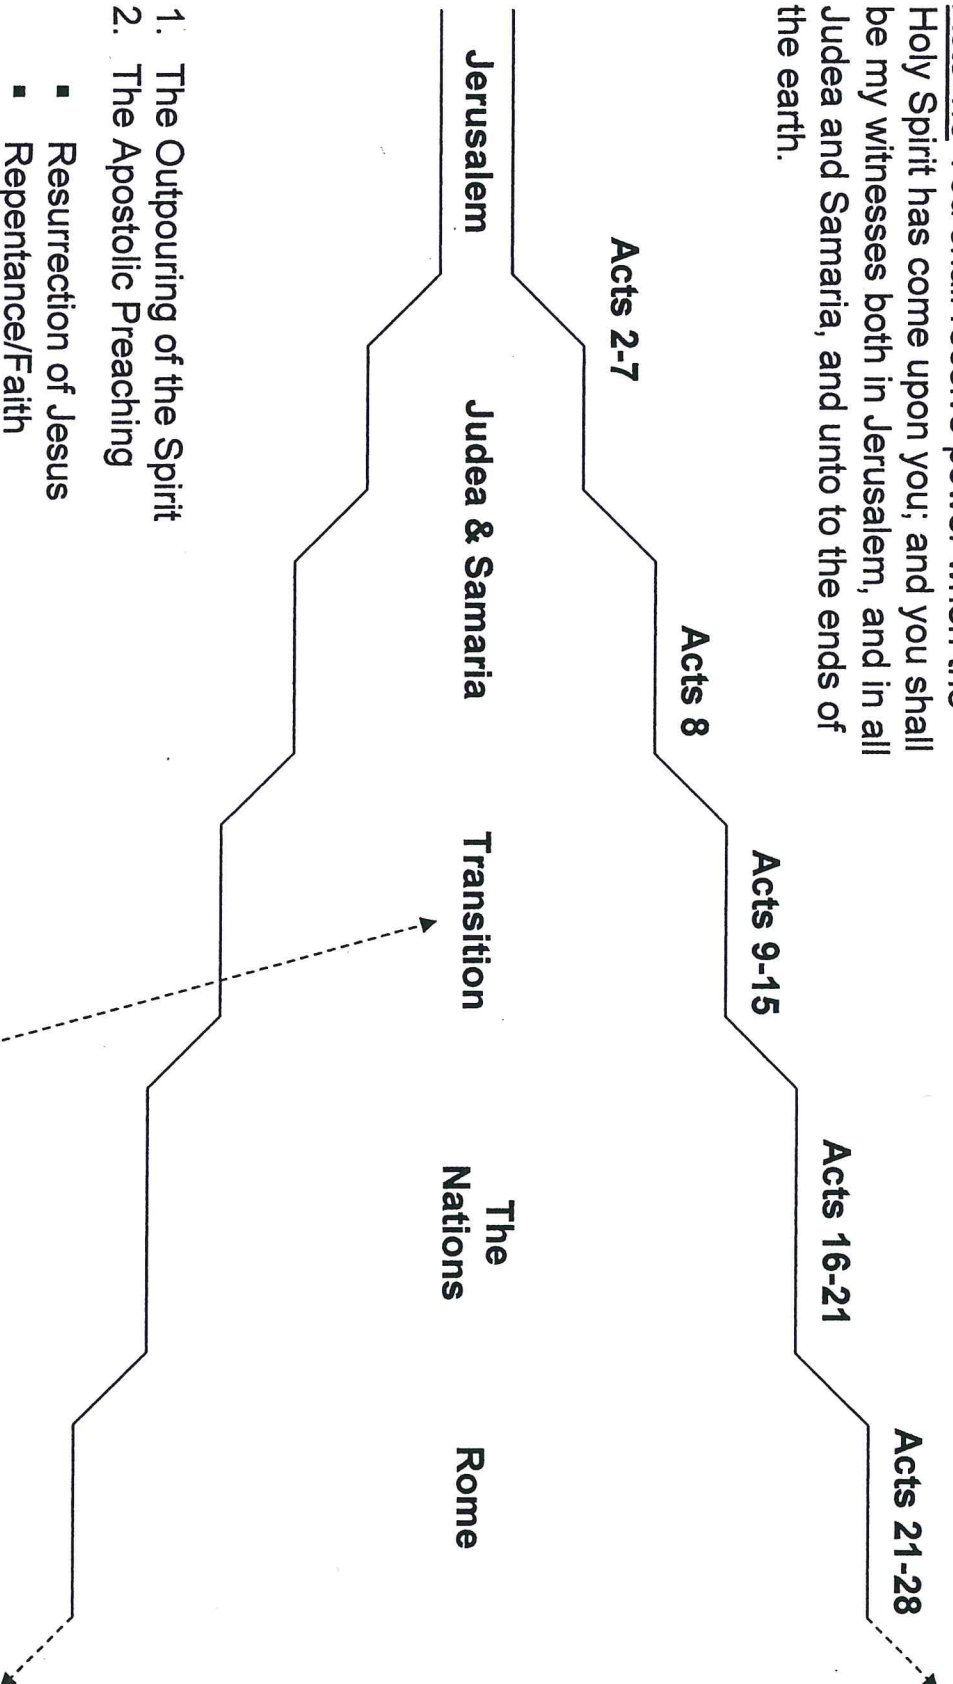 Holy Spirit has come upon you; and you shall
be my witnesses both in Jerusalem, and in all
Judea and Samaria, and unto to the ends of
the earth.
Acts 2-7
Acts 8
Acts 9-15
Acts 16-21
Acts 21-28
Jerusalem
Judea & Samaria
Transition
The
Nations
Rome
1. The Outpouring of the Spirit
2. The Apostolic Preaching
▪ Resurrection of Jesus
▪ Repentance/Faith